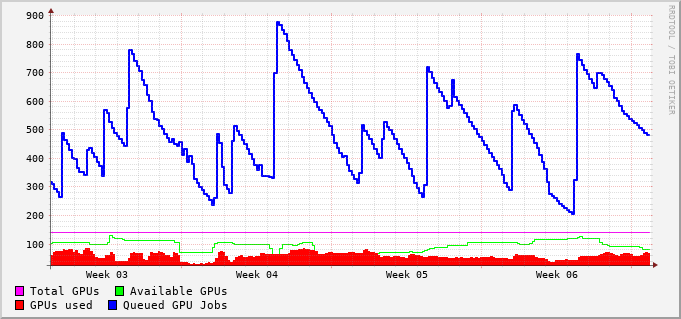 900
800
700
600
500
400
300
200
100
Week 03 Week 04 Week 05 Week 06
Total GPUs Available GPUs
GPUs used Queued GPU Jobs
RRDTOOL / TOBI OETIKER